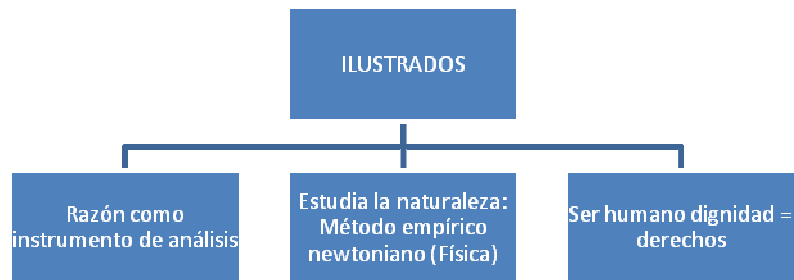 ILUSTRADOS
Razón como
instrumento de análisis
Estudia la naturaleza:
Método empírico
newtoniano (Física)
Ser humano dignidad =
derechos